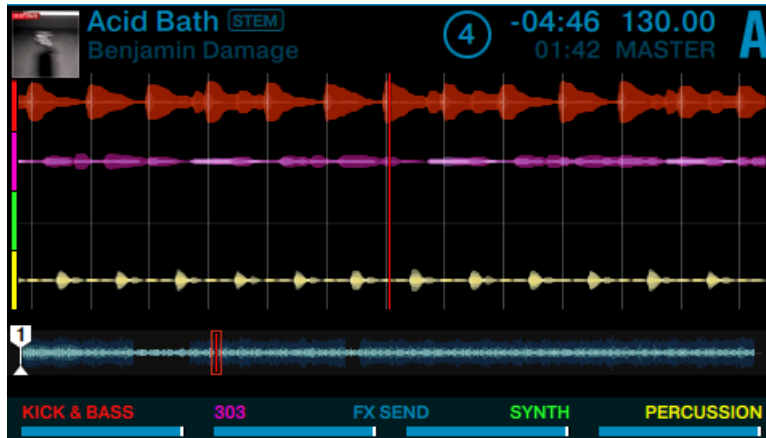 Acid Bath STEM
Benjamin Damage
4
-04:46 130.00
01:42 MASTER
A
1
KICK & BASS 303 FX SEND SYNTH PERCUSSION